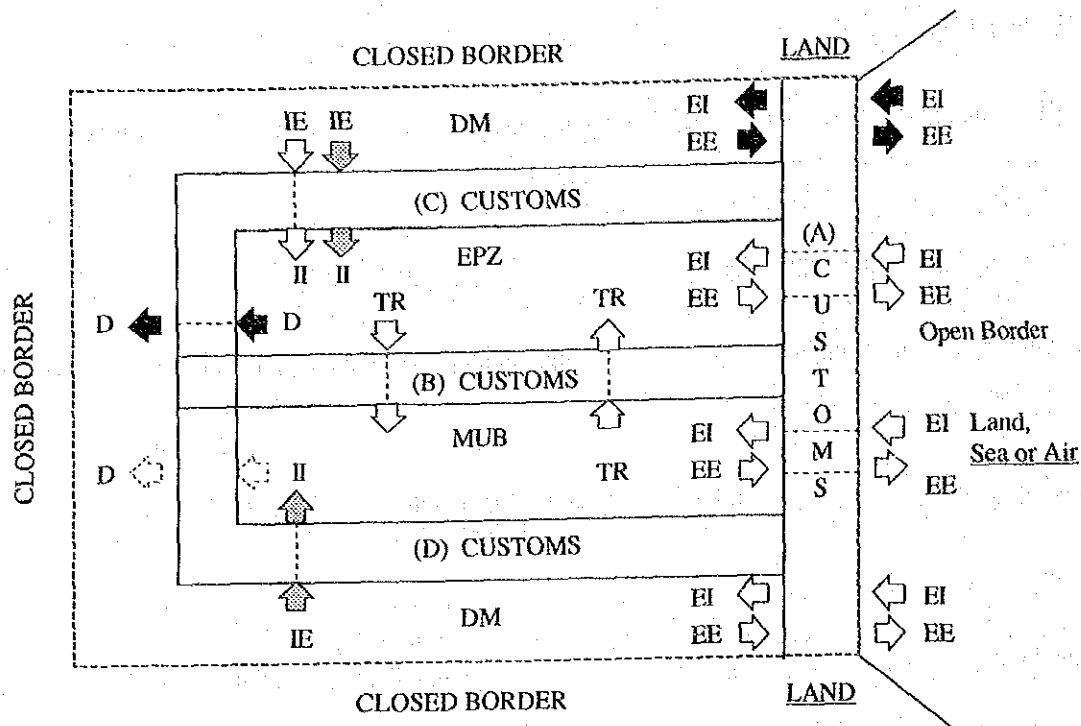 CLOSED BORDER LAND
IE IE DM EI EI
EE EE
(C) CUSTOMS
EPZ (A) EI EI
II II
TR TR EE C EE
D D U Open Border
S
(B) CUSTOMS T
MUB EI O EI Land,
Sea or Air
D II TR EE M EE
S
(D) CUSTOMS
DM EI EI
IE EE EE
CLOSED BORDER LAND
CLOSED BORDER